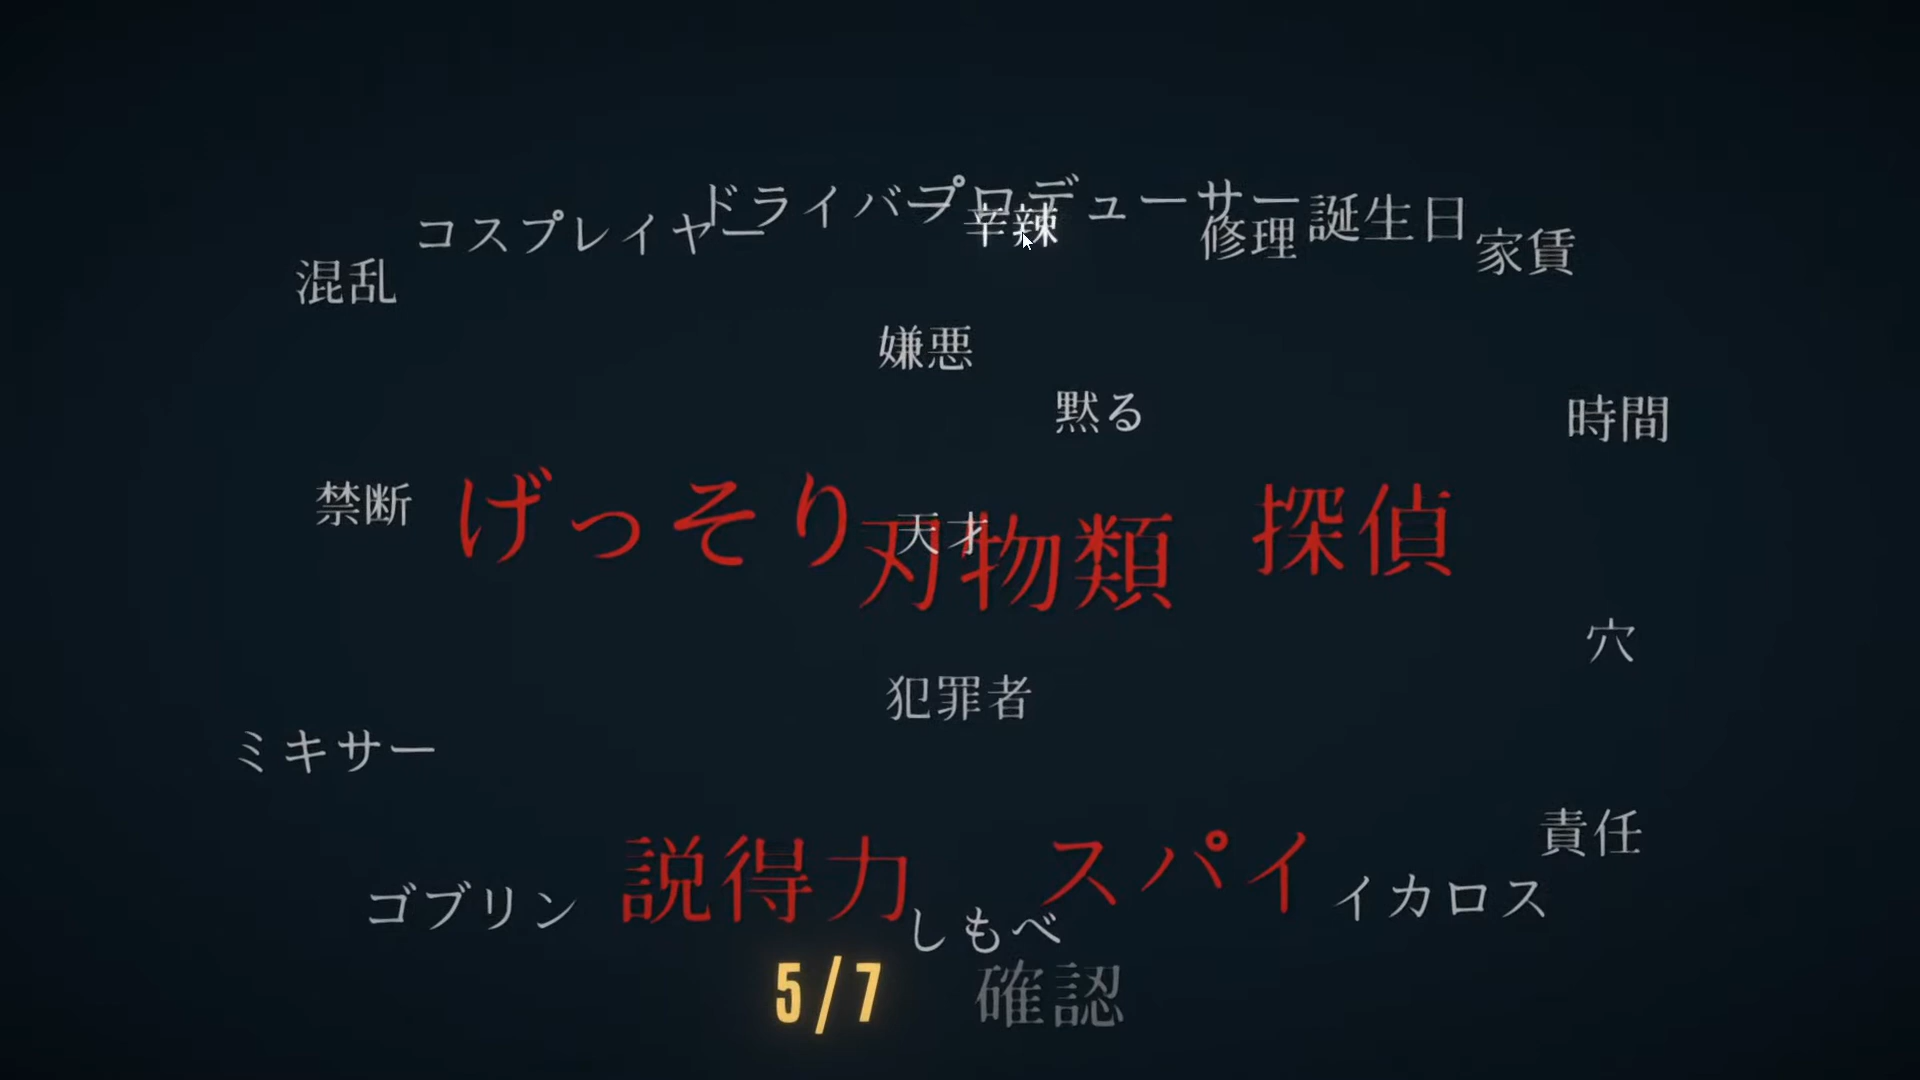 ドライバー
プロデューサー
コスプレイヤー
辛辣
修理
誕生日
家賃
混乱
嫌悪
黙る
時間
禁断
げっそり
天才
刃物類
探偵
穴
犯罪者
ミキサー
責任
説得力
スパイ
ゴブリン
しもべ
イカロス
5/7
確認